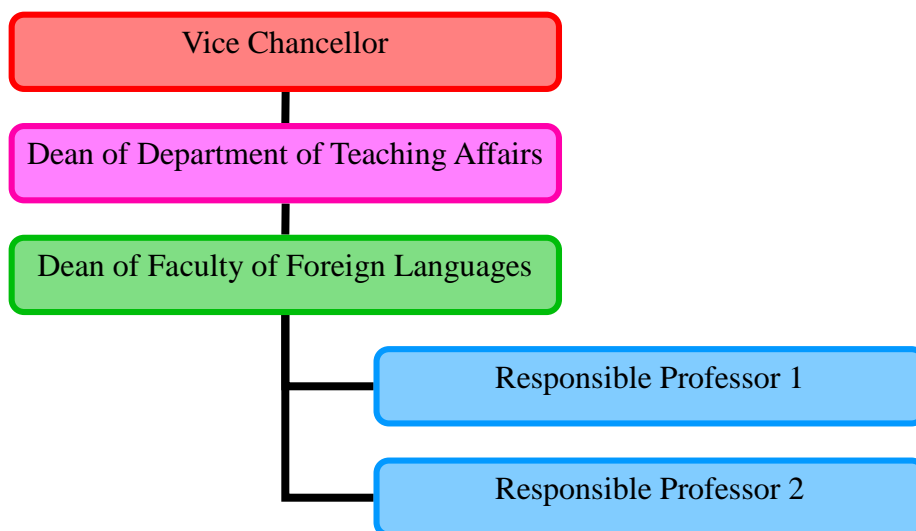 Vice Chancellor
Dean of Department of Teaching Affairs
Dean of Faculty of Foreign Languages
Responsible Professor 1
Responsible Professor 2